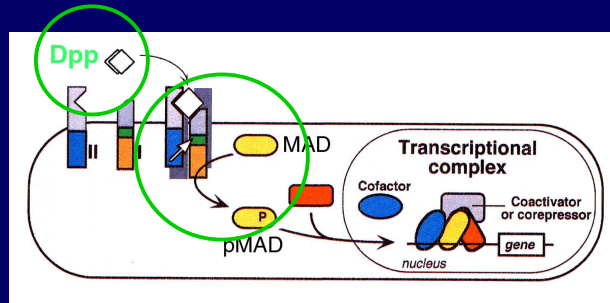 Dpp
II
I
MAD
P
pMAD
Transcriptional
complex
Cofactor
Coactivator
or corepressor
gene
nucleus